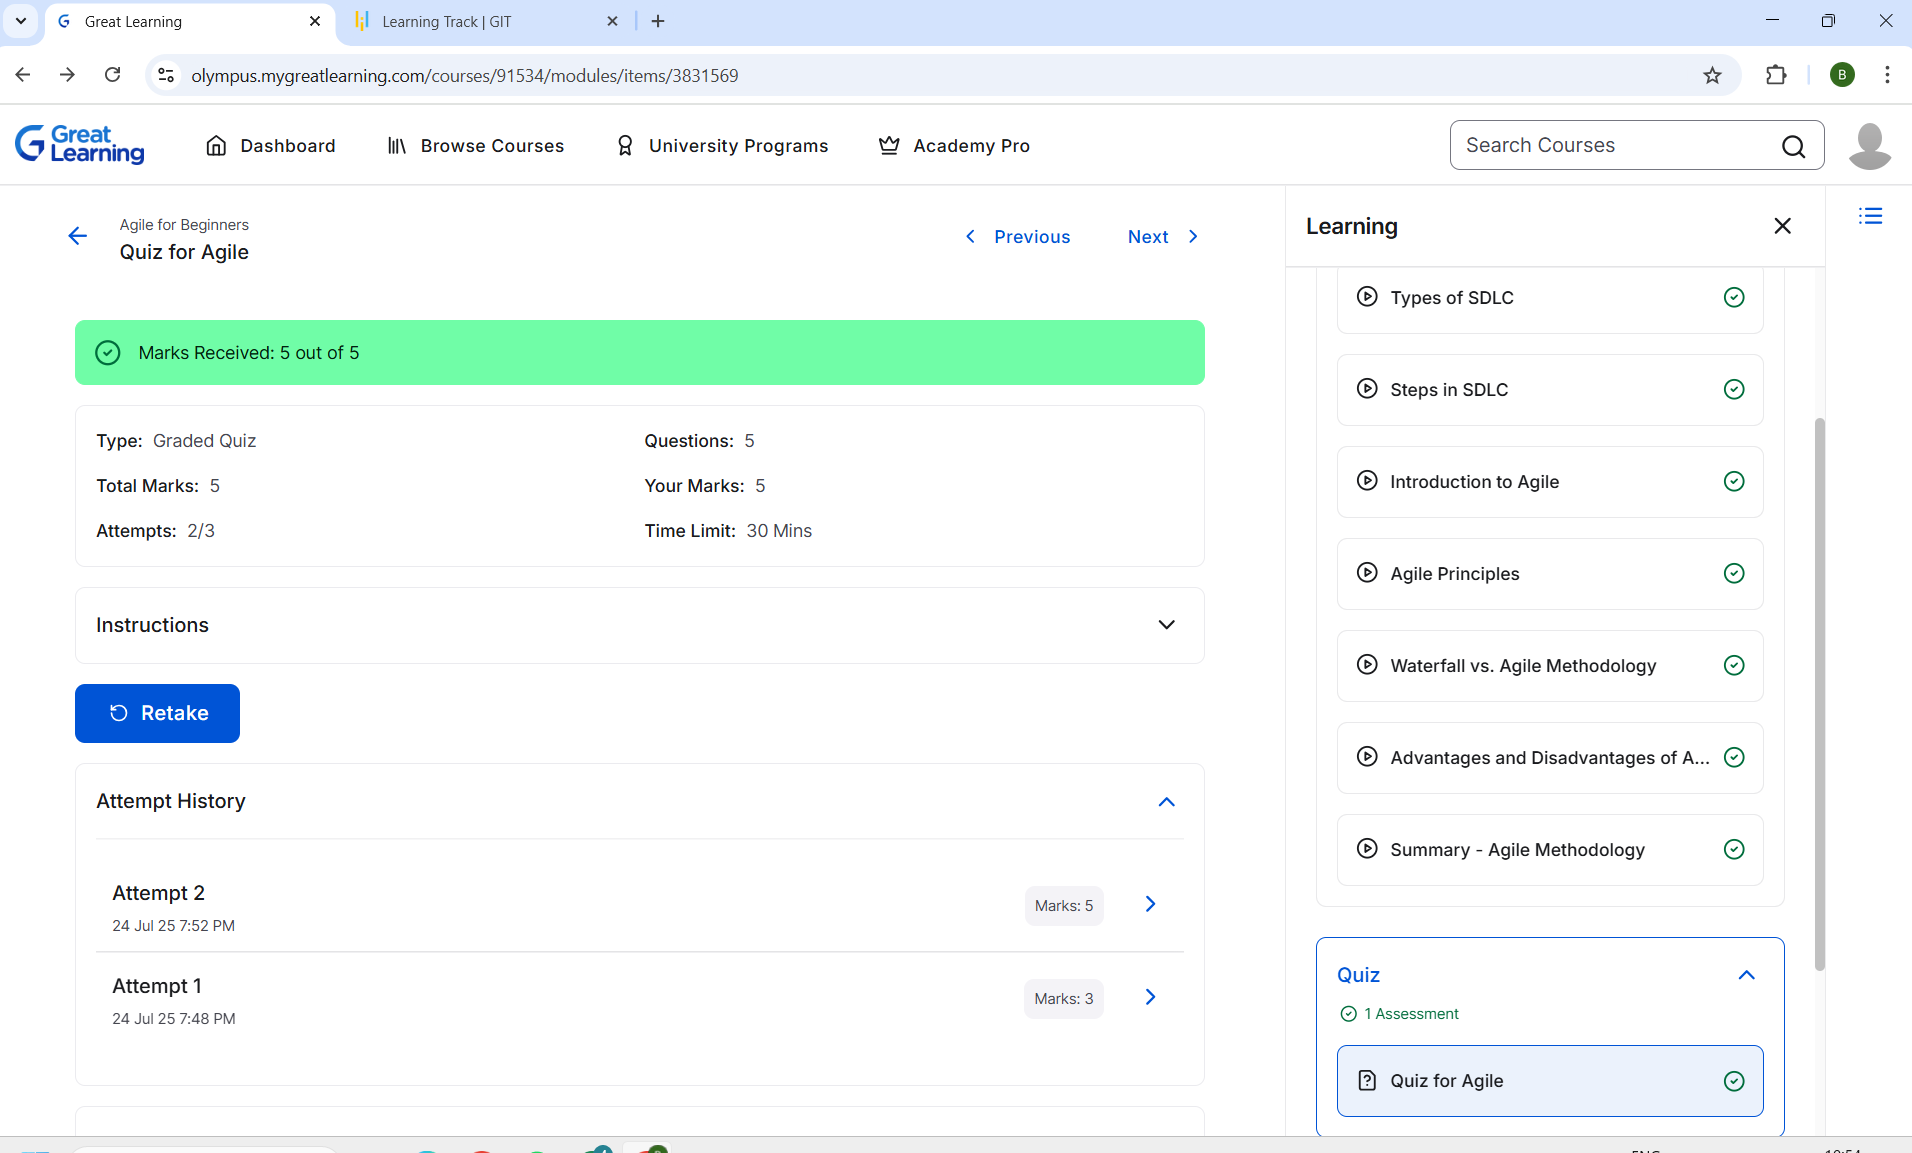 Great Learning
Learning Track | GIT
olympus.mygreatlearning.com/courses/91534/modules/items/3831569
B
Great
Learning
Dashboard
Browse Courses
University Programs
Academy Pro
Search Courses
Agile for Beginners
Quiz for Agile
Previous
Next
Marks Received: 5 out of 5
Type: Graded Quiz
Questions: 5
Total Marks: 5
Your Marks: 5
Attempts: 2/3
Time Limit: 30 Mins
Instructions
Retake
Attempt History
Attempt 2
24 Jul 25 7:52 PM
Marks: 5
Attempt 1
24 Jul 25 7:48 PM
Marks: 3
Learning
Types of SDLC
Steps in SDLC
Introduction to Agile
Agile Principles
Waterfall vs. Agile Methodology
Advantages and Disadvantages of A...
Summary - Agile Methodology
Quiz
1 Assessment
Quiz for Agile